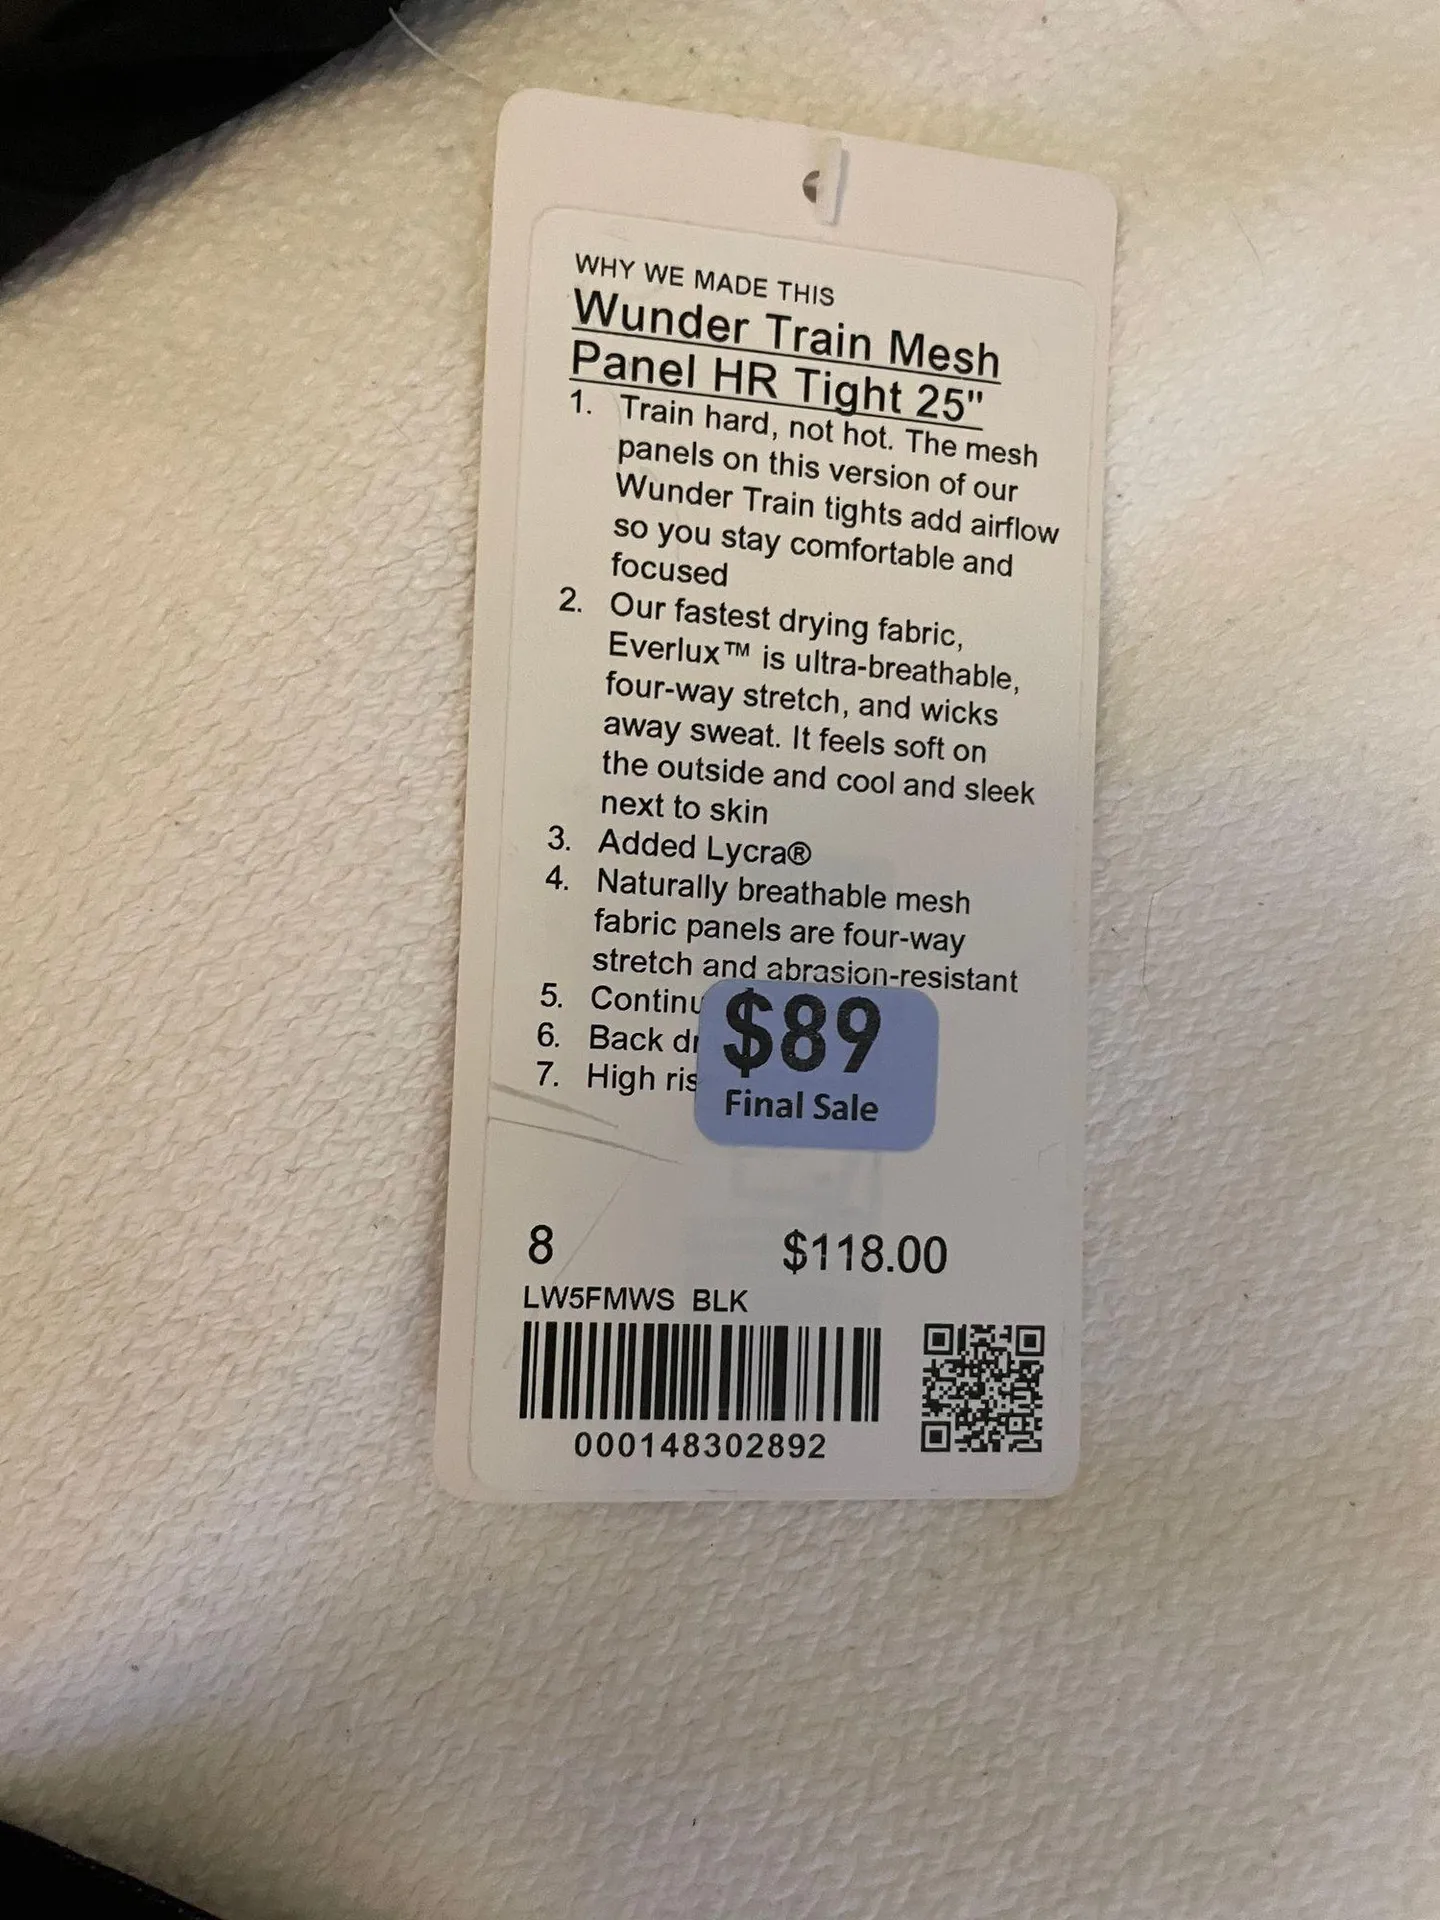 WHY WE MADE THIS
Wunder Train Mesh
Panel HR Tight 25"
1. Train hard, not hot. The mesh
panels on this version of our
Wunder Train tights add airflow
so you stay comfortable and
focused
2. Our fastest drying fabric,
Everlux™ is ultra-breathable,
four-way stretch, and wicks
away sweat. It feels soft on
the outside and cool and sleek
next to skin
3. Added Lycra®
4. Naturally breathable mesh
fabric panels are four-way
stretch and abrasion-resistant
5.
6. Back
7. High
$89
Final Sale
8 $118.00
LW5FMWS BLK
000148302892